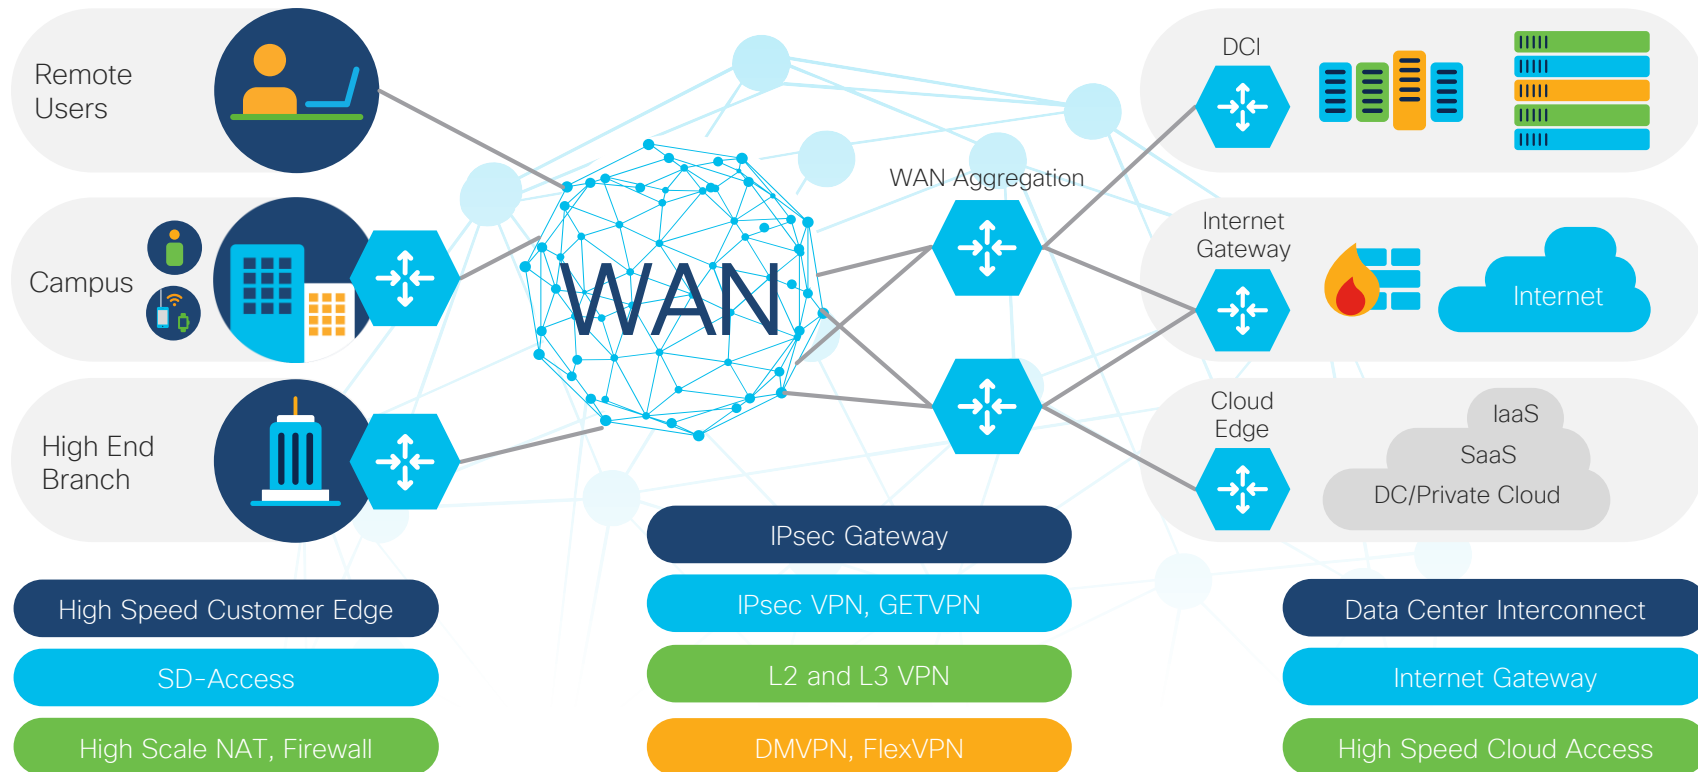 Remote
Users
Campus
High End
Branch
WAN
WAN Aggregation
DCI
Internet
Gateway
Internet
Cloud
Edge
IaaS
SaaS
DC/Private Cloud
High Speed Customer Edge
SD-Access
High Scale NAT, Firewall
IPsec Gateway
IPsec VPN, GETVPN
L2 and L3 VPN
DMVPN, FlexVPN
Data Center Interconnect
Internet Gateway
High Speed Cloud Access